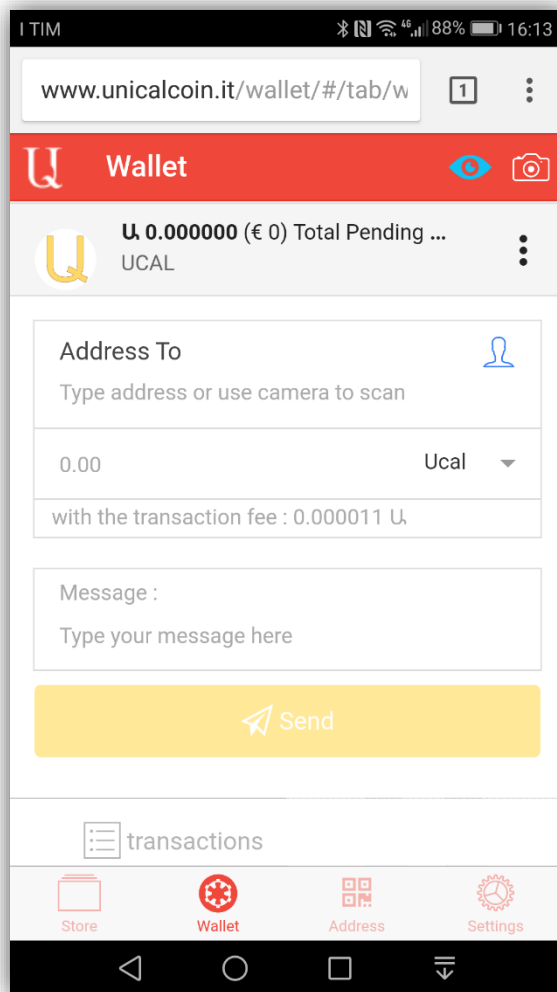 I TIM 4G 88% 16:13
www.unicalcoin.it/wallet/#/tab/w 1
Wallet
Ա 0.000000 (€ 0) Total Pending ...
UCAL
Address To
Type address or use camera to scan
0.00 Ucal
with the transaction fee : 0.000011 Ա
Message :
Type your message here
Send
transactions
Store Wallet Address Settings